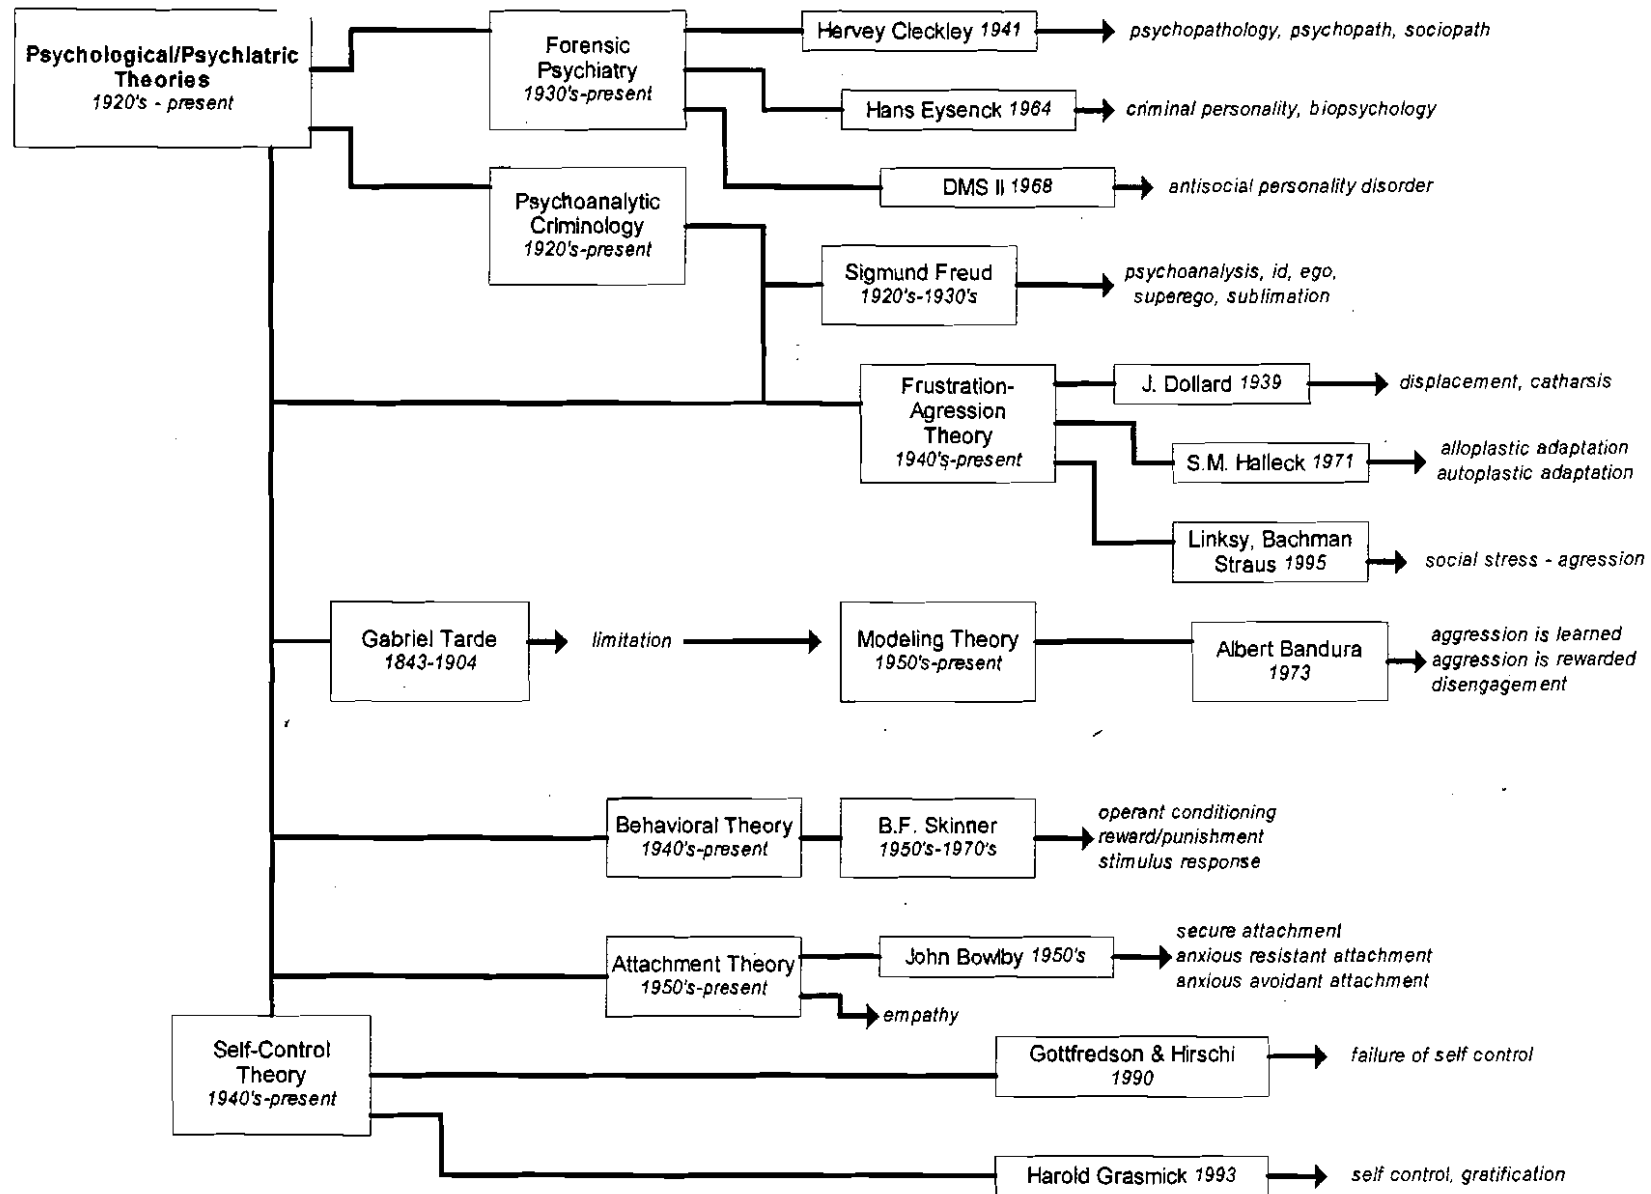 Psychological/Psychiatric
Theories
1920's - present
Forensic
Psychiatry
1930's-present
Hervey Cleckley 1941
psychopathology, psychopath, sociopath
Hans Eysenck 1964
criminal personality, biopsychology
DMS II 1968
antisocial personality disorder
Psychoanalytic
Criminology
1920's-present
Sigmund Freud
1920's-1930's
psychoanalysis, id, ego,
superego, sublimation
Frustration-
Agression
Theory
1940's-present
J. Dollard 1939
displacement, catharsis
S.M. Halleck 1971
alloplastic adaptation
autoplastic adaptation
Linksy, Bachman
Straus 1995
social stress - agression
Gabriel Tarde
1843-1904
limitation
Modeling Theory
1950's-present
Albert Bandura
1973
aggression is learned
aggression is rewarded
disengagement
Behavioral Theory
1940's-present
B.F. Skinner
1950's-1970's
operant conditioning
reward/punishment
stimulus response
Attachment Theory
1950's-present
John Bowlby 1950's
secure attachment
anxious resistant attachment
anxious avoidant attachment
empathy
Self-Control
Theory
1940's-present
Gottfredson & Hirschi
1990
failure of self control
Harold Grasmick 1993
self control, gratification